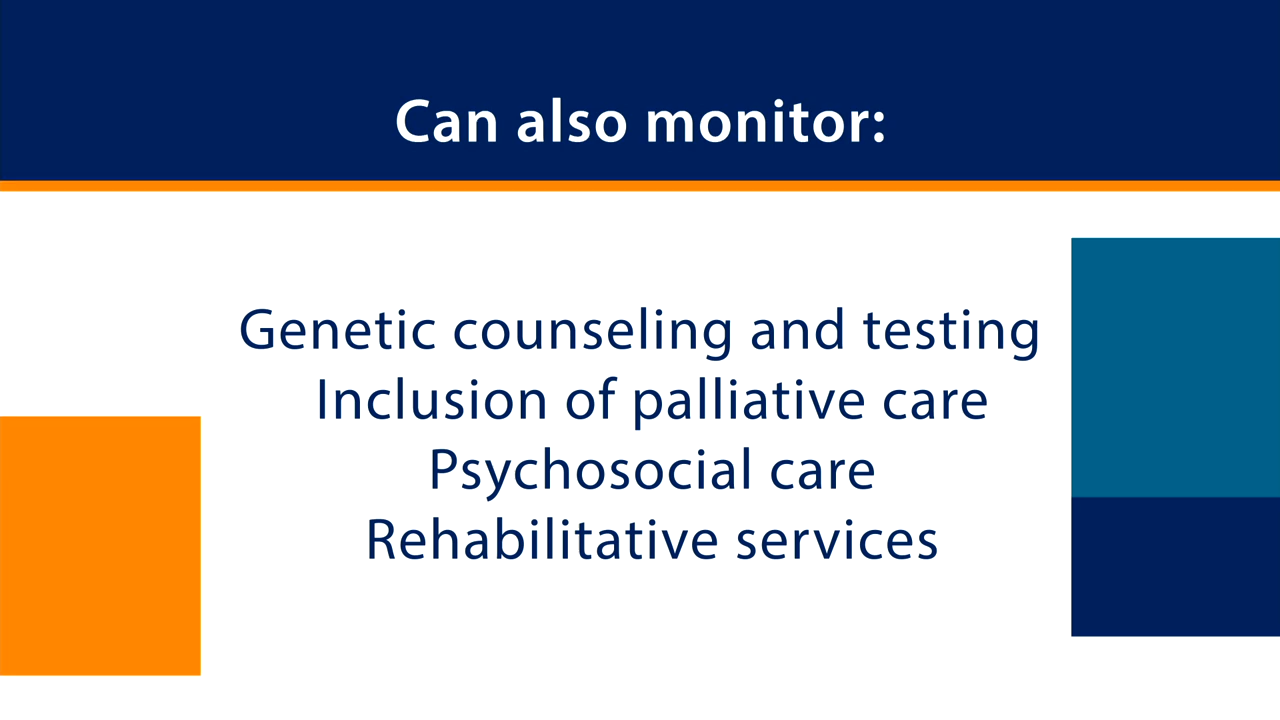 Can also monitor:
Genetic counseling and testing
Inclusion of palliative care
Psychosocial care
Rehabilitative services